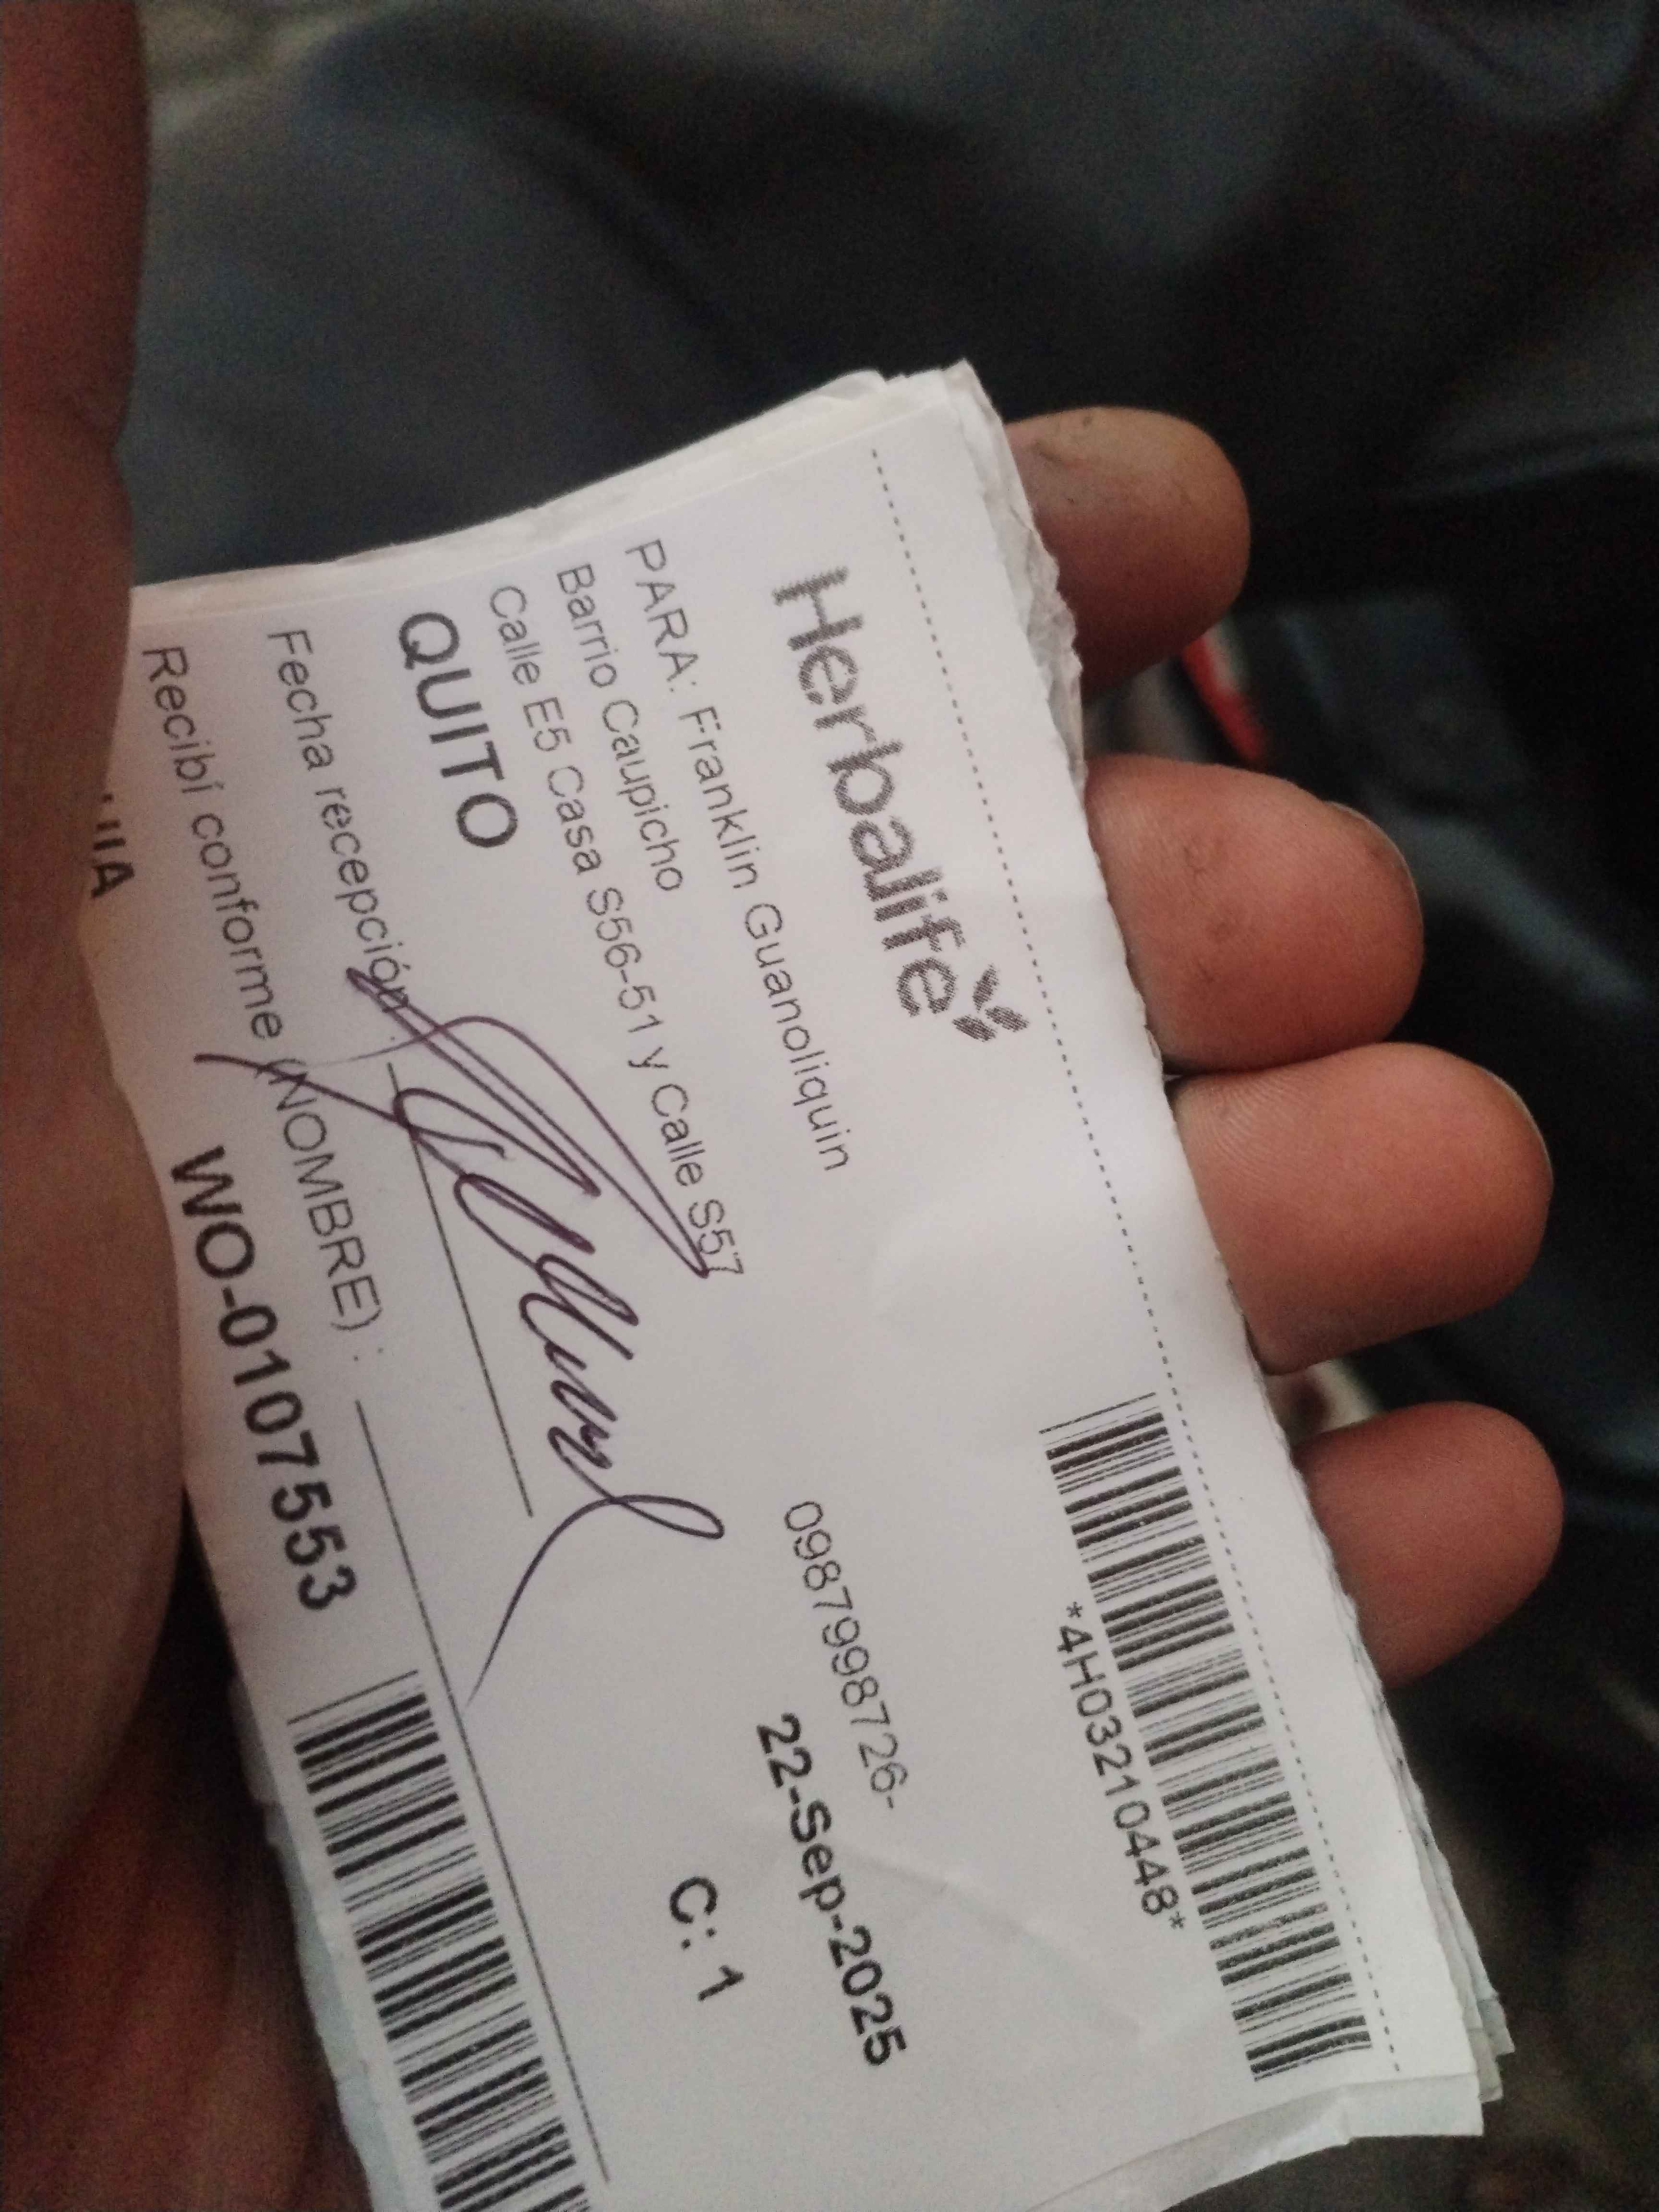 Herbalife
*4H03210448*
PARA: Franklin Guanoliquin
0987998726-
Barrio Caupicho
22-Sep-2025
Calle E5 Casa S56-51 y Calle S57
QUITO
C: 1
Fecha recepción
Recibí conforme (NOMBRE) :
WO-0107553